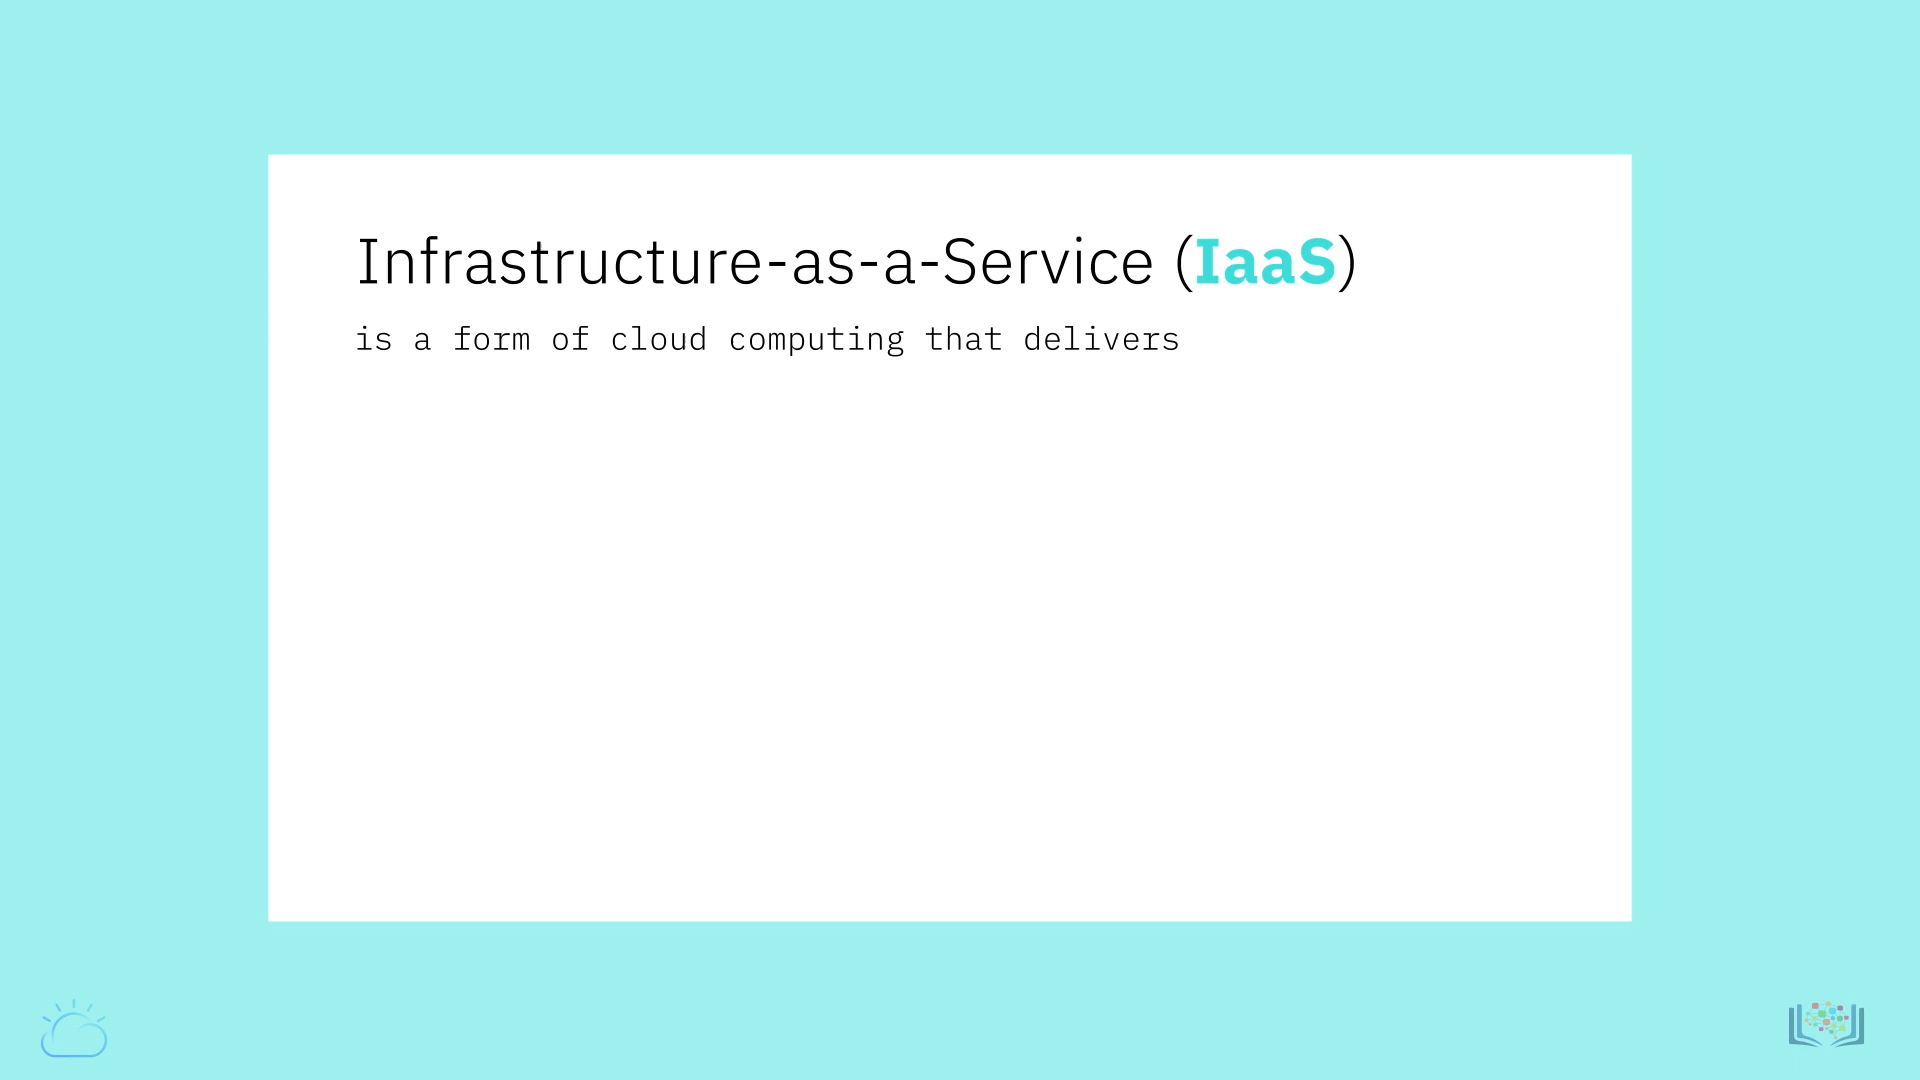 Infrastructure-as-a-Service (IaaS)
is a form of cloud computing that delivers